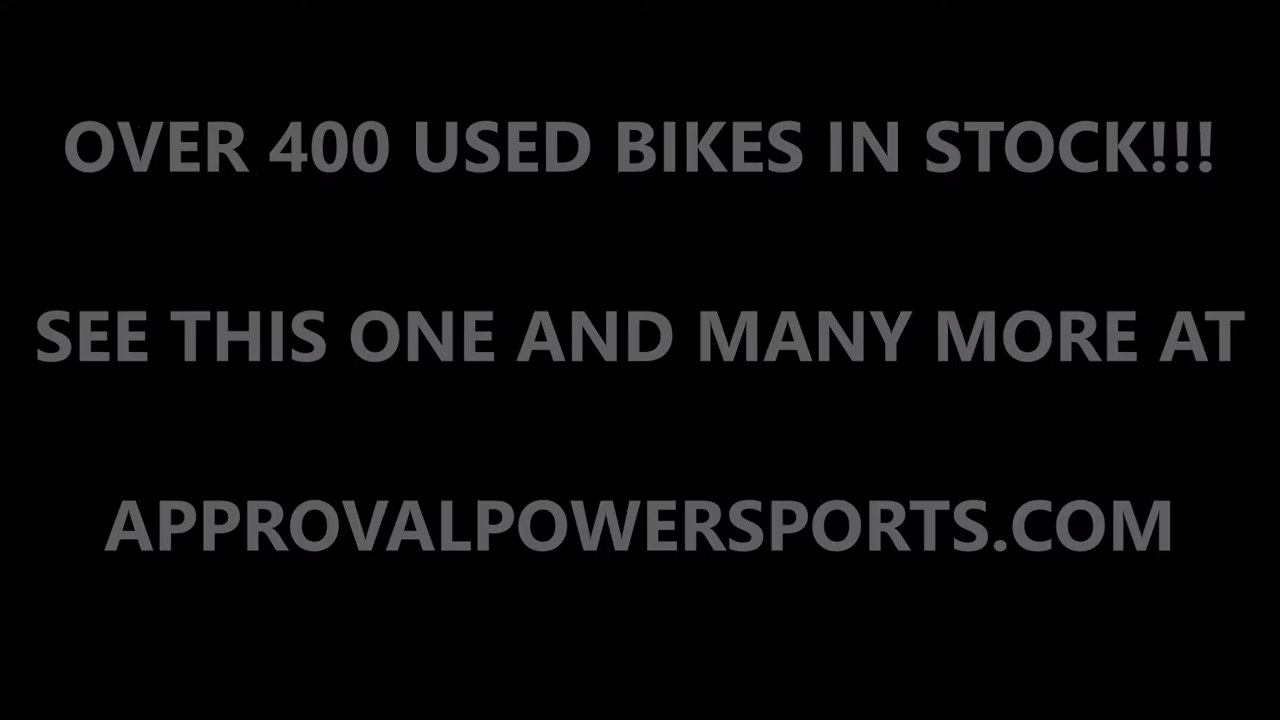 OVER 400 USED BIKES IN STOCK!!!
SEE THIS ONE AND MANY MORE AT
APPROVALPOWERSPORTS.COM